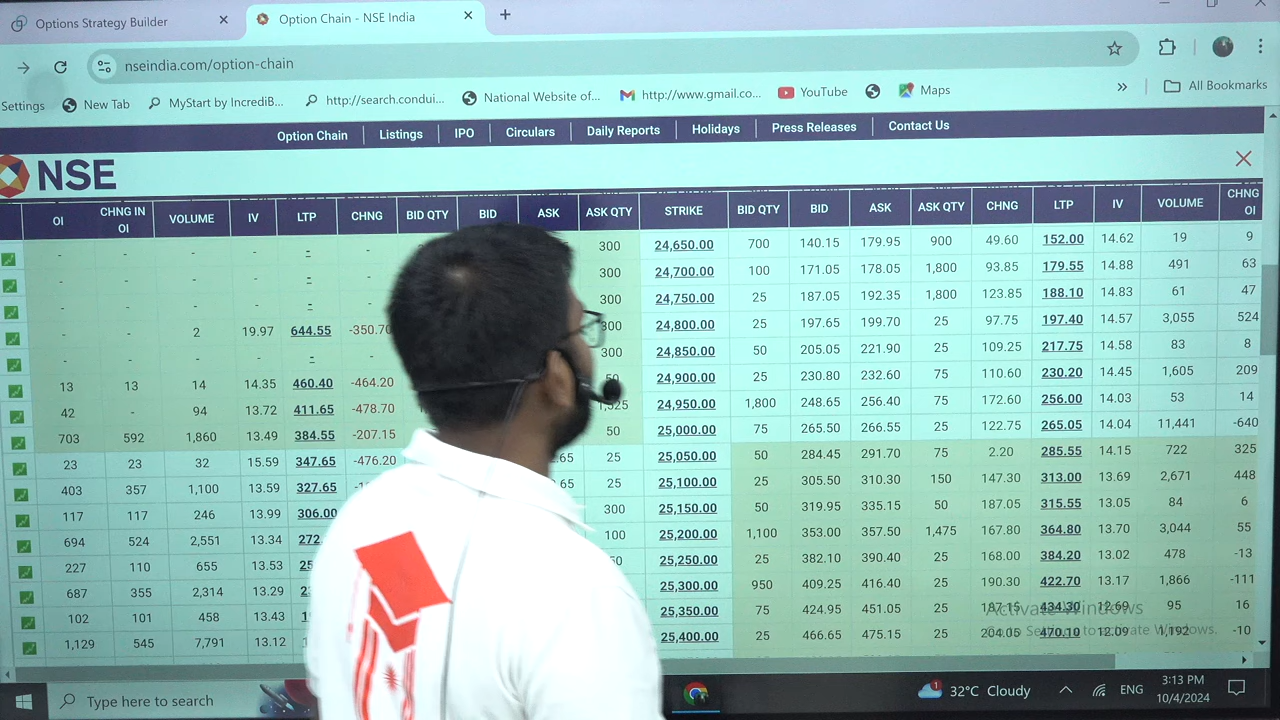 Options Strategy Builder Option Chain - NSE India
nseindia.com/option-chain
Settings New Tab MyStart by IncrediB... http://search.condui... National Website of... http://www.gmail.co... YouTube Maps » All Bookmarks
Option Chain Listings IPO Circulars Daily Reports Holidays Press Releases Contact Us
NSE
OI CHNG IN OI VOLUME IV LTP CHNG BID QTY BID ASK ASK QTY STRIKE BID QTY BID ASK ASK QTY CHNG LTP IV VOLUME CHNG OI
- - - - - - 300 24,650.00 700 140.15 179.95 900 49.60 152.00 14.62 19 9
- - - - - - 300 24,700.00 100 171.05 178.05 1,800 93.85 179.55 14.88 491 63
- - - - - - 300 24,750.00 25 187.05 192.35 1,800 123.85 188.10 14.83 61 47
- - 2 19.97 644.55 -350.70 300 24,800.00 25 197.65 199.70 25 97.75 197.40 14.57 3,055 524
- - - - - - 300 24,850.00 50 205.05 221.90 25 109.25 217.75 14.58 83 8
13 13 14 14.35 460.40 -464.20 24,900.00 25 230.80 232.60 75 110.60 230.20 14.45 1,605 209
42 - 94 13.72 411.65 -478.70 24,950.00 1,800 248.65 256.40 75 172.60 256.00 14.03 53 14
703 592 1,860 13.49 384.55 -207.15 50 25,000.00 75 265.50 266.55 25 122.75 265.05 14.04 11,441 -640
23 23 32 15.59 347.65 -476.20 25 25,050.00 50 284.45 291.70 75 2.20 285.55 14.15 722 325
403 357 1,100 13.59 327.65 25 25,100.00 25 305.50 310.30 150 147.30 313.00 13.69 2,671 448
117 117 246 13.99 306.00 300 25,150.00 50 319.95 335.15 50 187.05 315.55 13.05 84 6
694 524 2,551 13.34 100 25,200.00 1,100 353.00 357.50 1,475 167.80 364.80 13.70 3,044 55
227 110 655 13.53 25,250.00 25 382.10 390.40 25 168.00 384.20 13.02 478 -13
687 355 2,314 13.29 25,300.00 950 409.25 416.40 25 190.30 422.70 13.17 1,866 -111
102 101 458 13.43 25,350.00 75 424.95 451.05 25 187.15 434.30 12.69 95 16
1,129 545 7,791 13.12 25,400.00 25 466.65 475.15 25 204.05 470.10 12.09 1,192 -10
Activate Windows
Go to Settings to activate Windows.
Type here to search 32°C Cloudy ENG 3:13 PM
10/4/2024